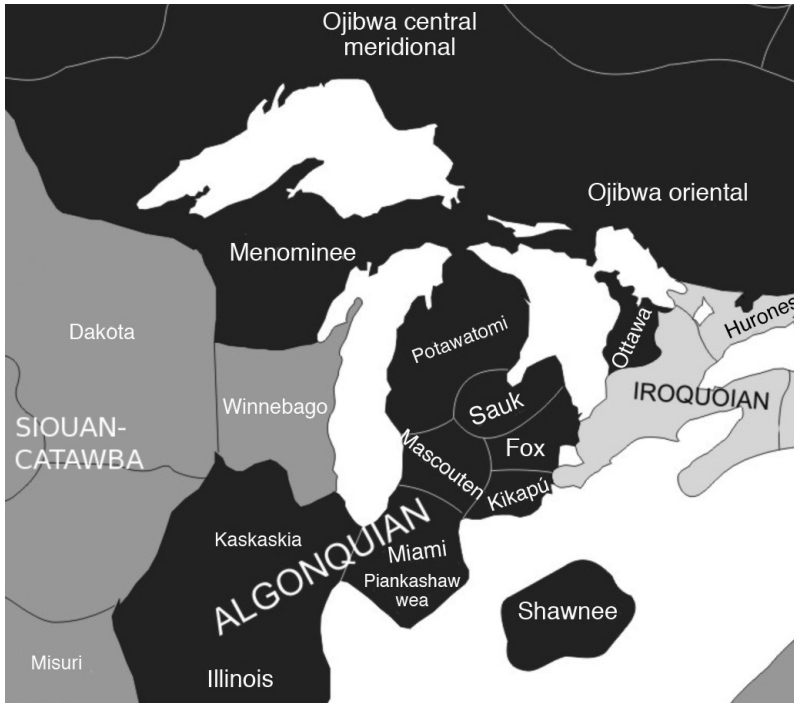 Ojibwa central
meridional
Ojibwa oriental
Menominee
Dakota
Potawatomi
Ottawa
Hurones
Winnebago
Sauk
IROQUOIAN
SIOUAN-
CATAWBA
Mascouten
Fox
Kikapú
Kaskaskia
ALGONQUIAN
Miami
Piankashaw
wea
Shawnee
Misuri
Illinois